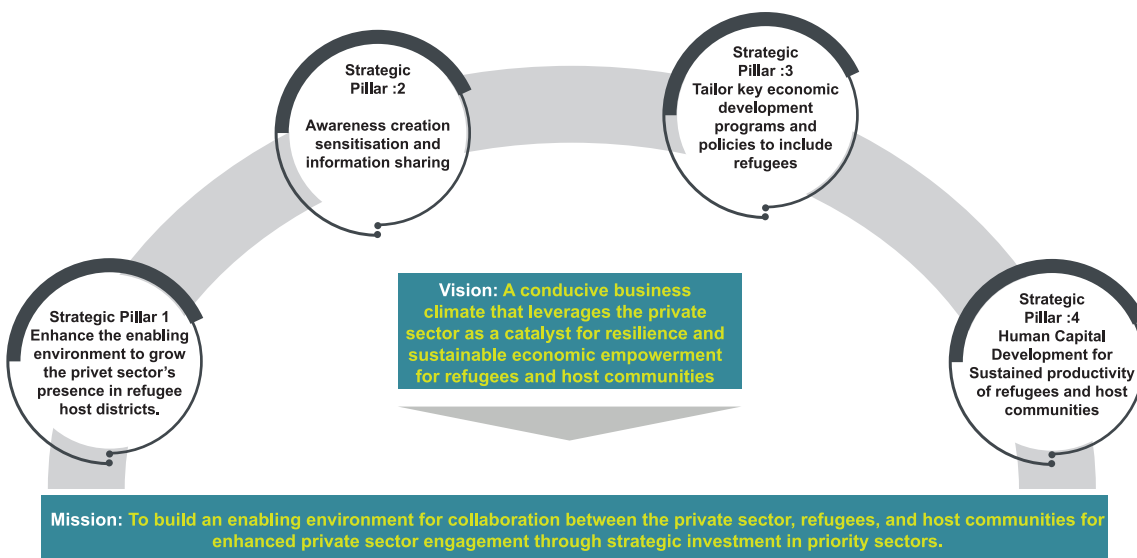 Strategic Pillar 1
Enhance the enabling
environment to grow
the privet sector's
presence in refugee
host districts.
Strategic
Pillar :2
Awareness creation
sensitisation and
information sharing
Strategic
Pillar :3
Tailor key economic
development
programs and
policies to include
refugees
Strategic
Pillar :4
Human Capital
Development for
Sustained productivity
of refugees and host
communities
Vision: A conducive business
climate that leverages the private
sector as a catalyst for resilience and
sustainable economic empowerment
for refugees and host communities
Mission: To build an enabling environment for collaboration between the private sector, refugees, and host communities for
enhanced private sector engagement through strategic investment in priority sectors.